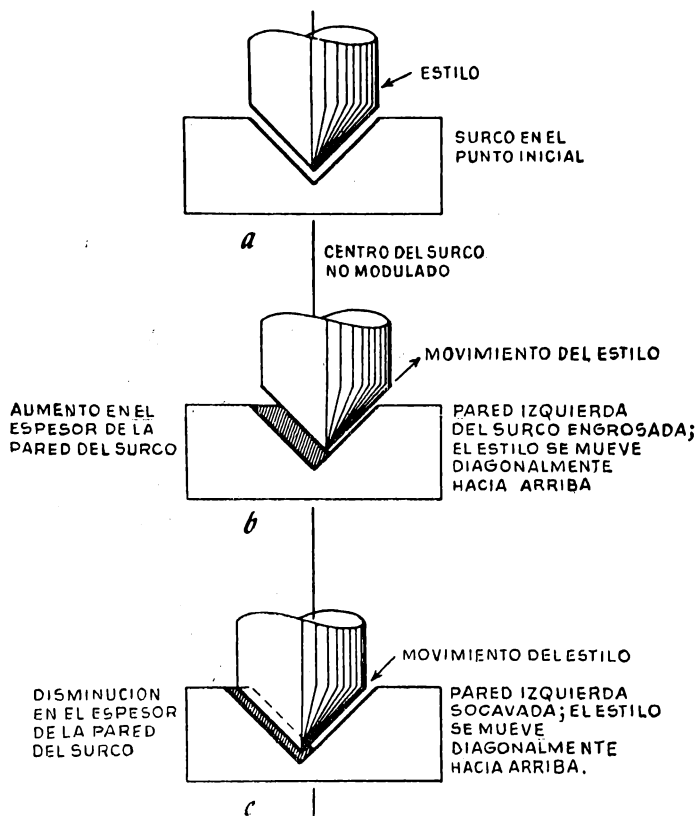 ESTILO
SURCO EN EL
PUNTO INICIAL
a
CENTRO DEL SURCO
NO MODULADO
MOVIMIENTO DEL ESTILO
AUMENTO EN EL
ESPESOR DE LA
PARED DEL SURCO
PARED IZQUIERDA
DEL SURCO ENGROSADA;
EL ESTILO SE MUEVE
DIAGONALMENTE
HACIA ARRIBA
b
MOVIMIENTO DEL ESTILO
DISMINUCION
EN EL ESPESOR
DE LA PARED
DEL SURCO
PARED IZQUIERDA
SOCAVADA; EL ESTILO
SE MUEVE
DIAGONALMENTE
HACIA ARRIBA.
c